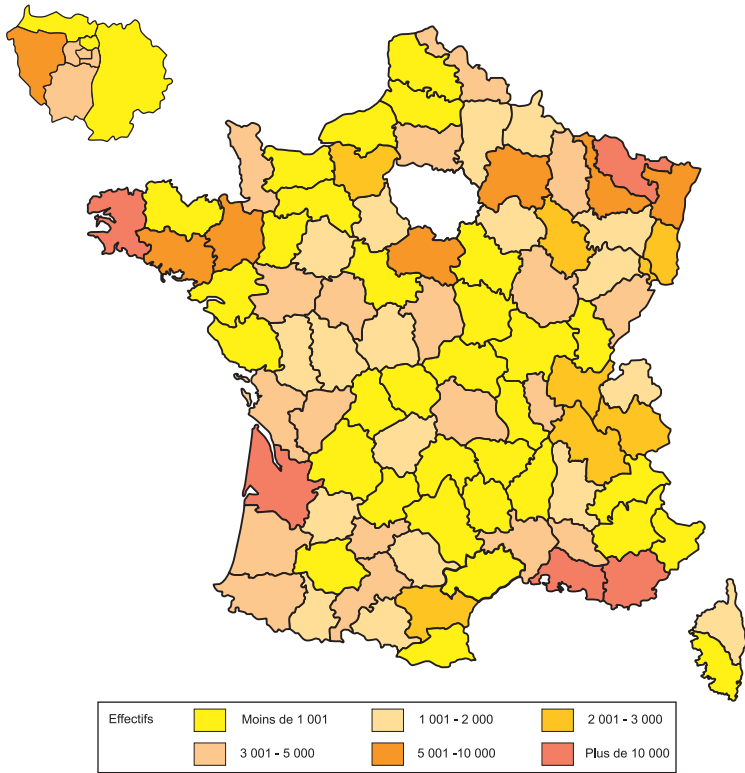 Effectifs
Moins de 1 001
1 001 - 2 000
2 001 - 3 000
3 001 - 5 000
5 001 -10 000
Plus de 10 000